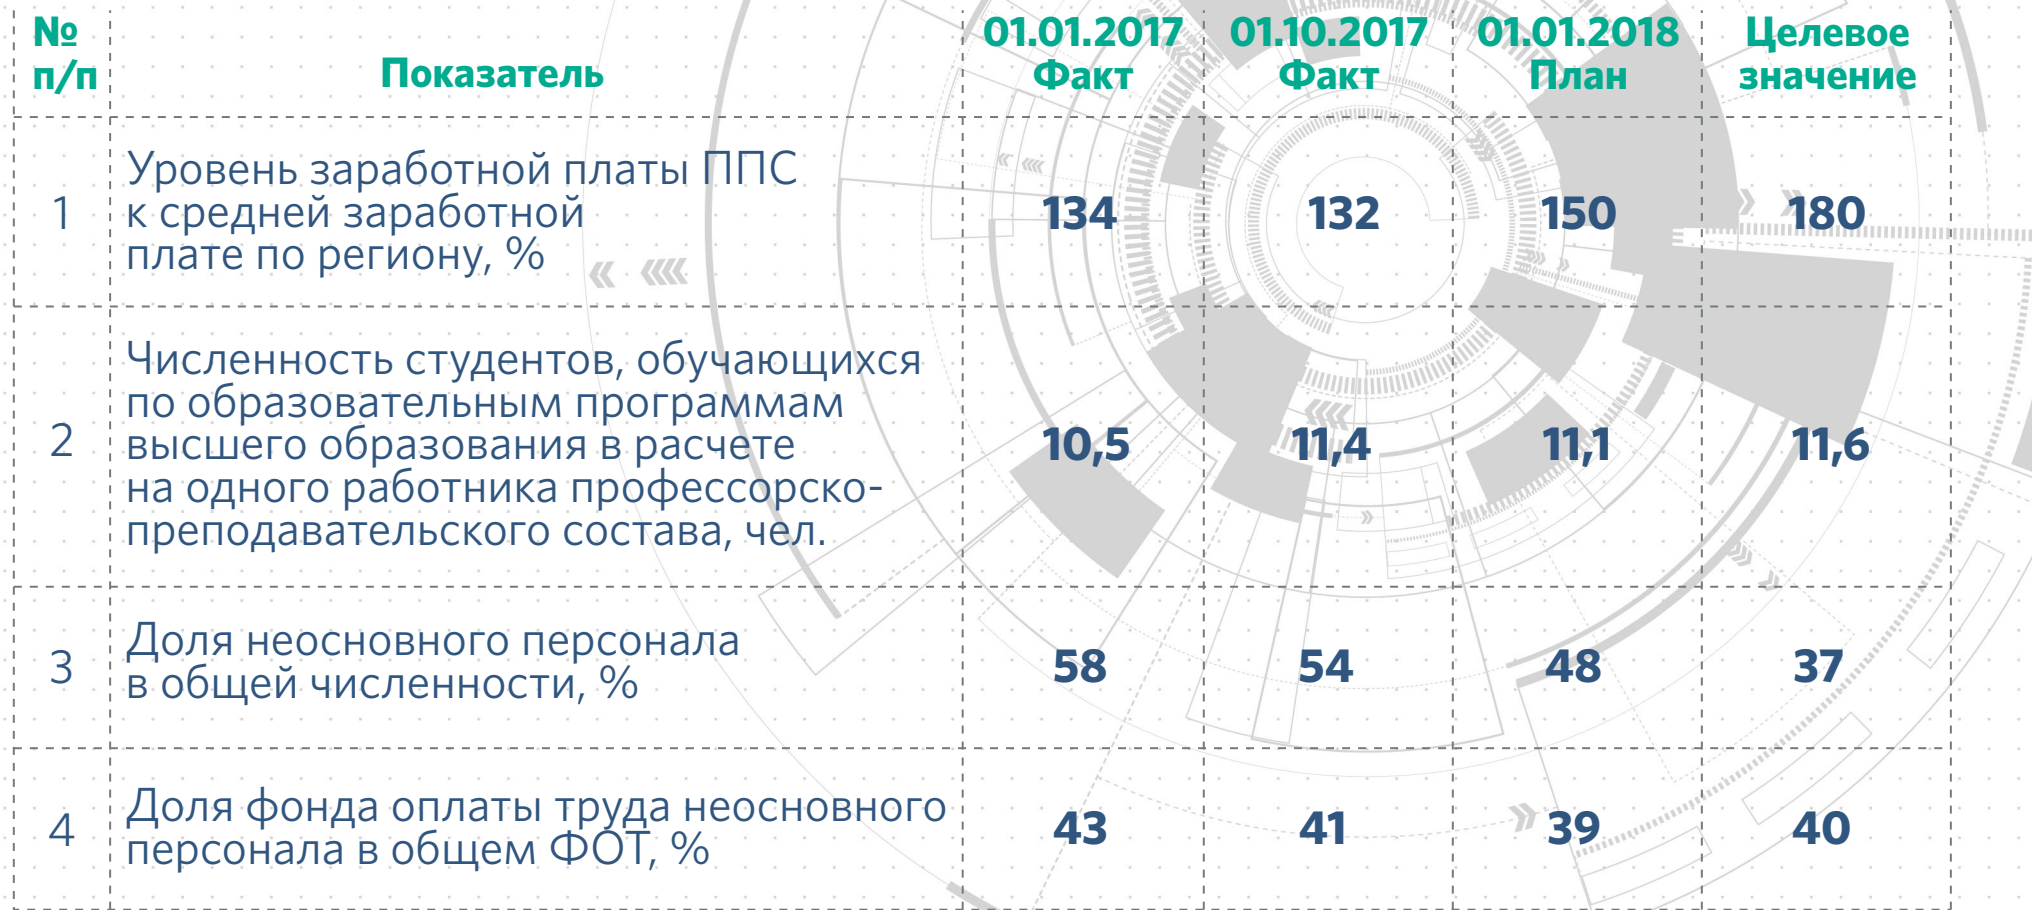 №
п/п
Показатель
01.01.2017
Факт
01.10.2017
Факт
01.01.2018
План
Целевое
значение
1
Уровень заработной платы ППС
к средней заработной
плате по региону, %
134
132
150
180
2
Численность студентов, обучающихся
по образовательным программам
высшего образования в расчете
на одного работника профессорско-
преподавательского состава, чел.
10,5
11,4
11,1
11,6
3
Доля неосновного персонала
в общей численности, %
58
54
48
37
4
Доля фонда оплаты труда неосновного
персонала в общем ФОТ, %
43
41
39
40